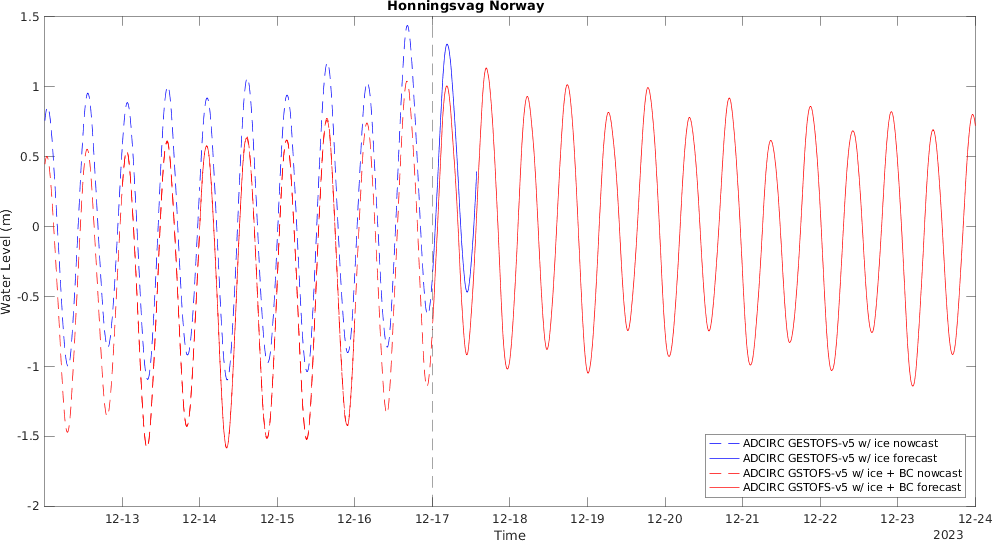 Honningsvag Norway
1.5
1
0.5
0
-0.5
-1
-1.5
-2
Water Level (m)
12-13 12-14 12-15 12-16 12-17 12-18 12-19 12-20 12-21 12-22 12-23 12-24
Time
2023
ADCIRC GESTOFS-v5 w/ ice nowcast
ADCIRC GESTOFS-v5 w/ ice forecast
ADCIRC GSTOFS-v5 w/ ice + BC nowcast
ADCIRC GSTOFS-v5 w/ ice + BC forecast